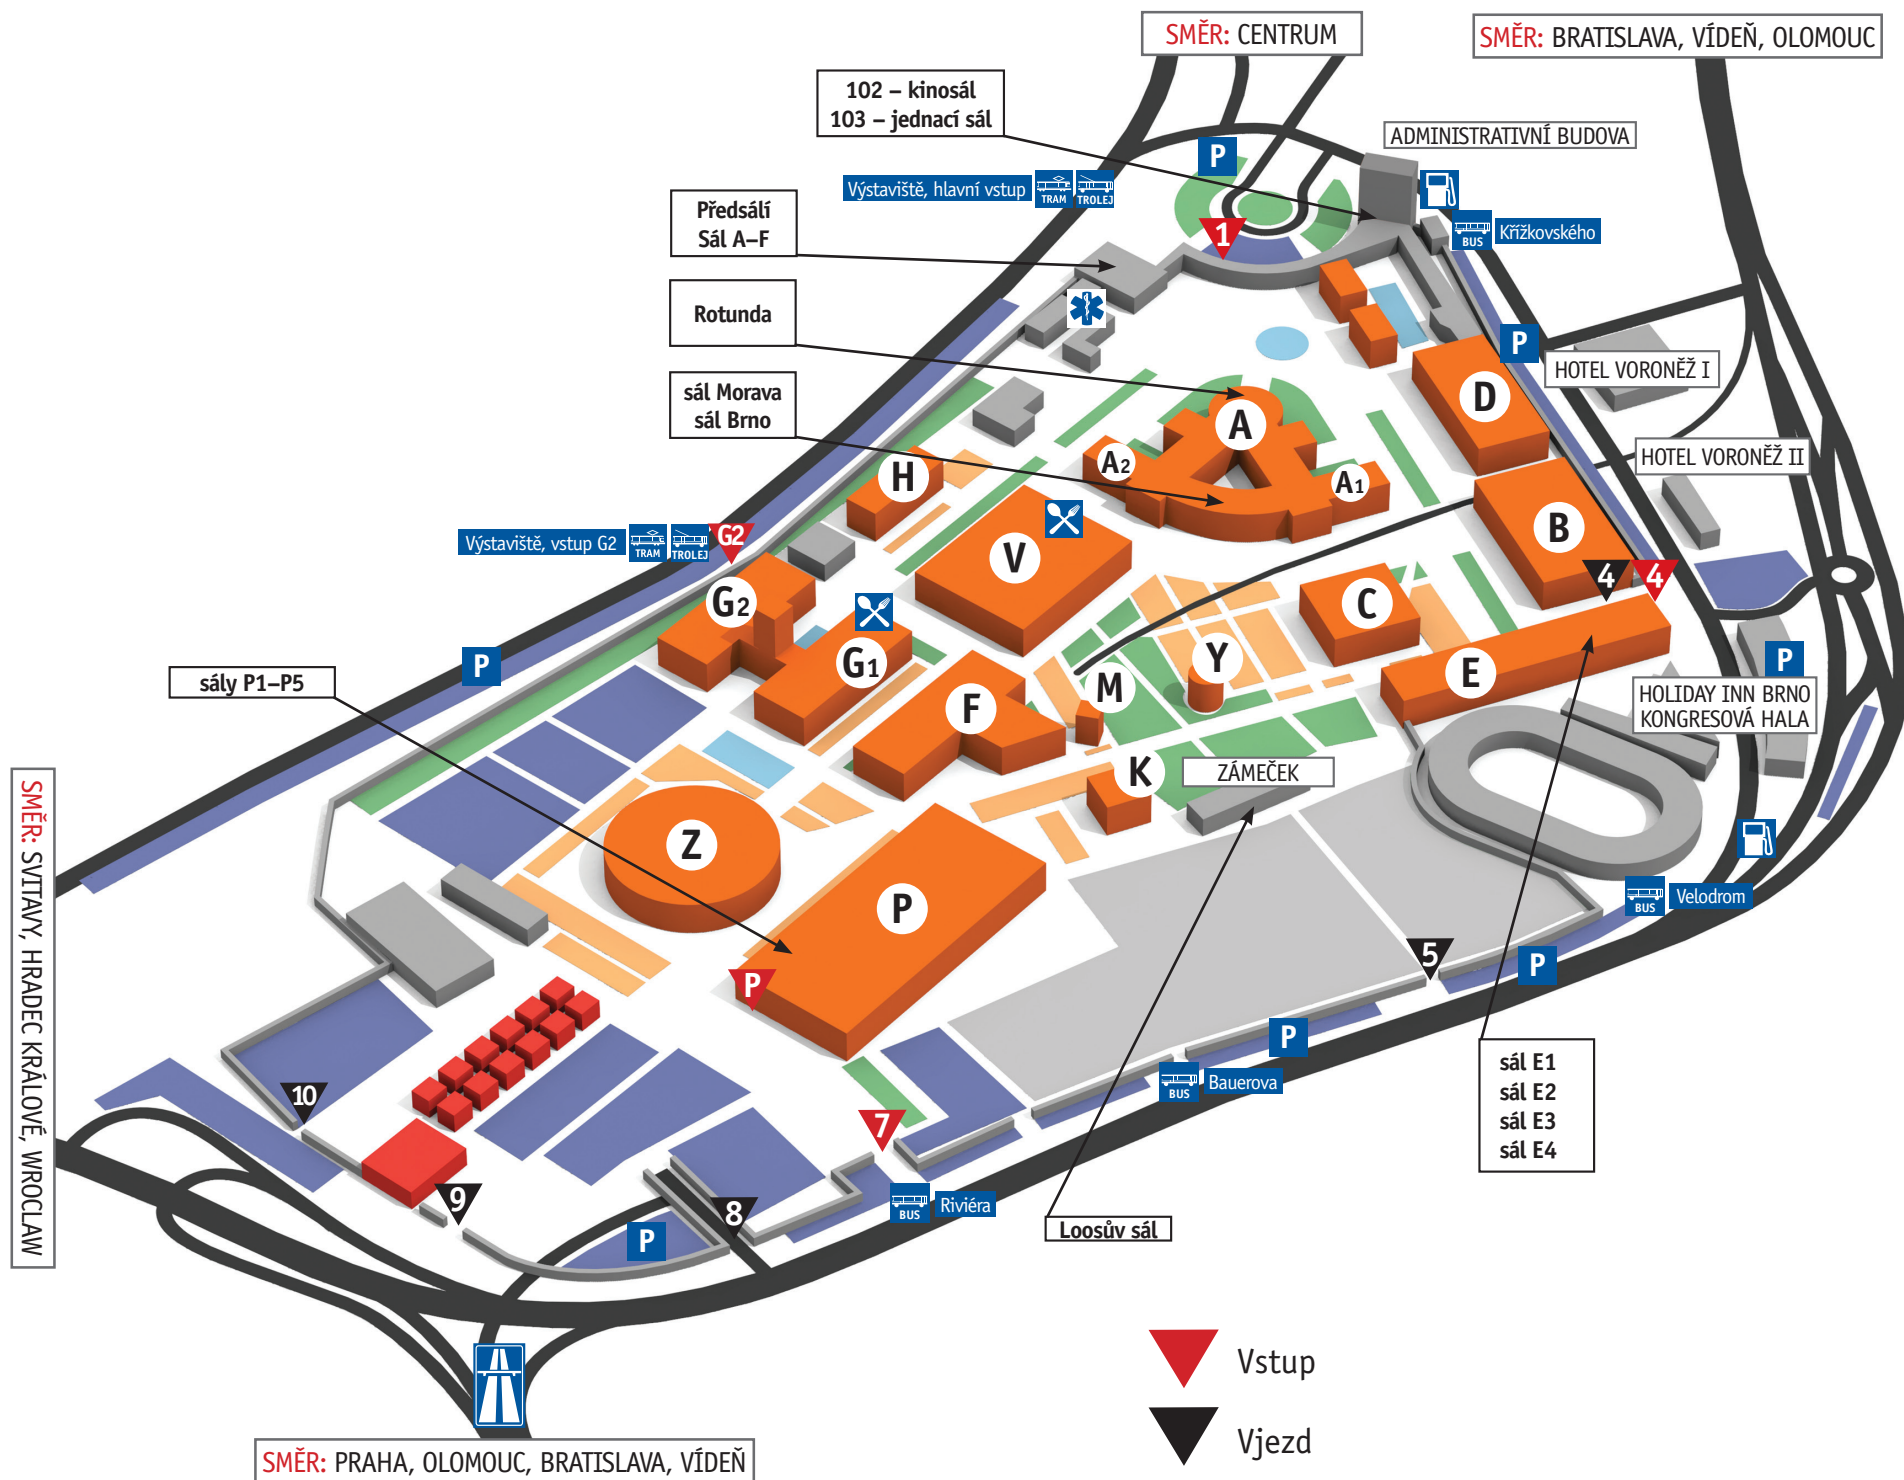 SMĚR: CENTRUM
SMĚR: BRATISLAVA, VÍDEŇ, OLOMOUC
102 – kinosál
103 – jednací sál
ADMINISTRATIVNÍ BUDOVA
P
Výstaviště, hlavní vstup
TRAM
TROLEJ
Předsálí
Sál A–F
1
BUS
Křížkovského
Rotunda
P
HOTEL VORONĚŽ I
sál Morava
sál Brno
D
A
A2
A1
H
HOTEL VORONĚŽ II
Výstaviště, vstup G2
TRAM
TROLEJ
G2
V
B
4
4
G2
C
P
G1
Y
E
P
sály P1–P5
M
F
HOLIDAY INN BRNO
KONGRESOVÁ HALA
K
ZÁMEČEK
SMĚR: SVITAVY, HRADEC KRÁLOVÉ, WROCLAW
Z
P
BUS
Velodrom
5
P
P
P
sál E1
sál E2
sál E3
sál E4
BUS
Bauerova
10
7
9
8
BUS
Riviéra
P
Loosův sál
Vstup
Vjezd
SMĚR: PRAHA, OLOMOUC, BRATISLAVA, VÍDEŇ